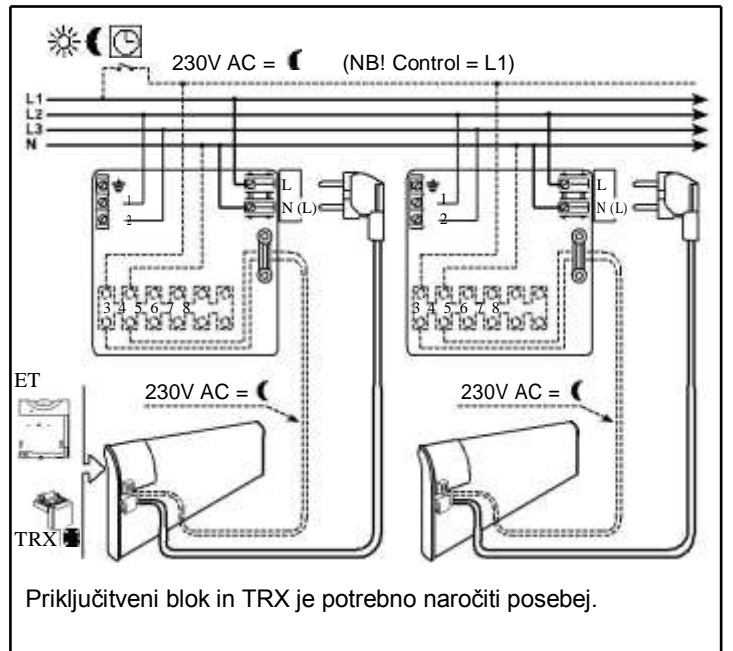 230V AC = (NB! Control = L1)
L1
L2
L3
N
L
N (L)
1
2
3 4 5 6 7 8
L
N (L)
1
2
3 4 5 6 7 8
ET
230V AC =
230V AC =
TRX
Priključitveni blok in TRX je potrebno naročiti posebej.